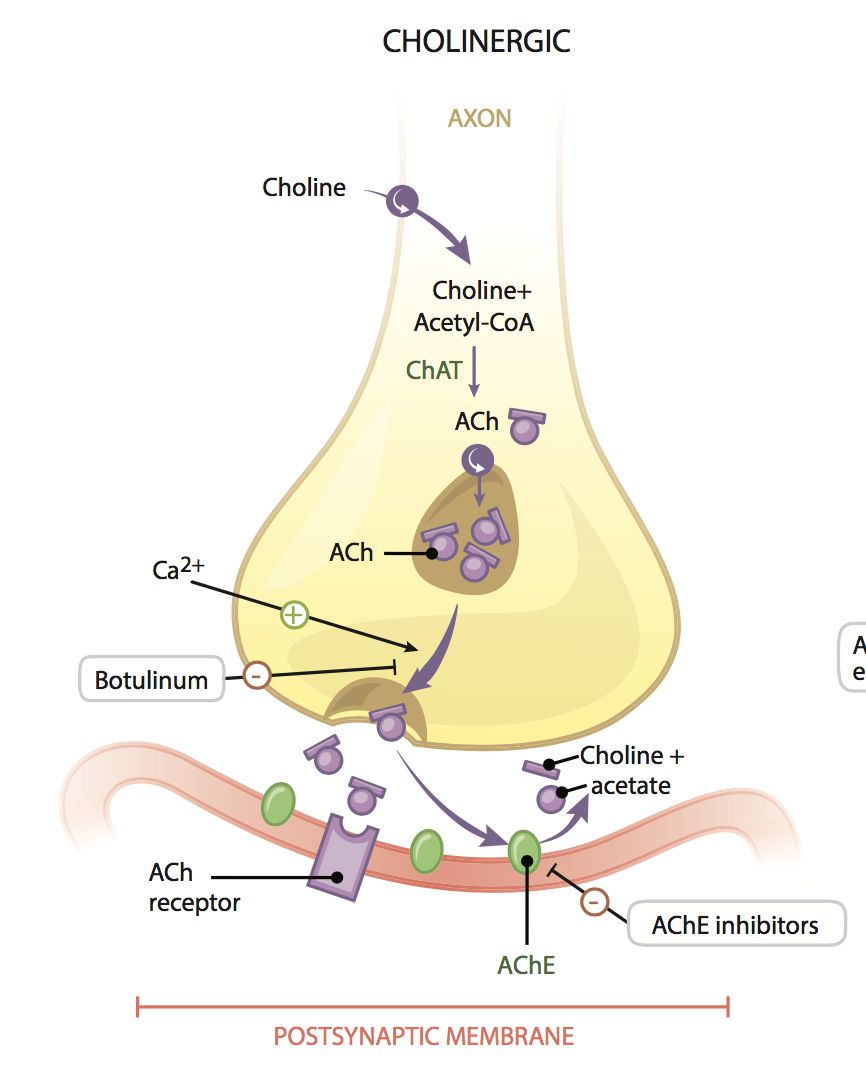 CHOLINERGIC
AXON
Choline
Choline+
Acetyl-CoA
ChAT
ACh
ACh
Ca2+
Botulinum
A
e
Choline +
acetate
ACh
receptor
AChE inhibitors
AChE
POSTSYNAPTIC MEMBRANE